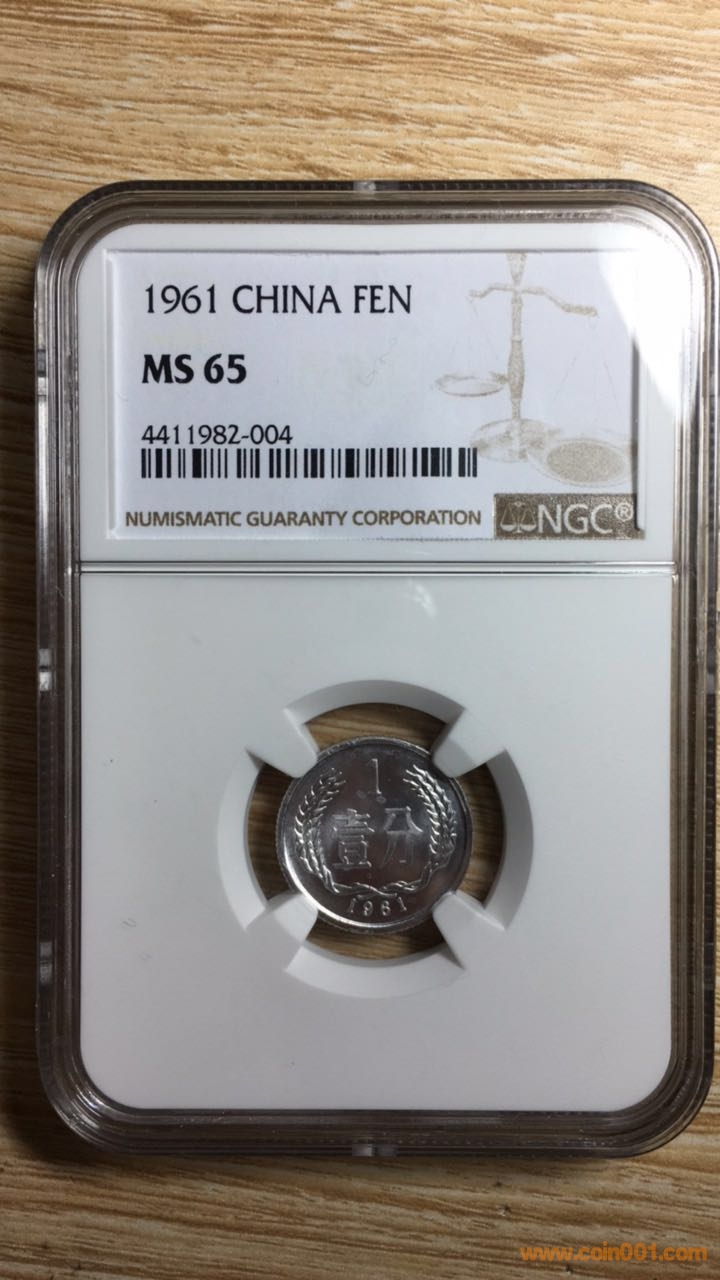 1961 CHINA FEN
MS 65
4411982-004
NUMISMATIC GUARANTY CORPORATION
NGC®
1
壹分
1961
www.coin001.com